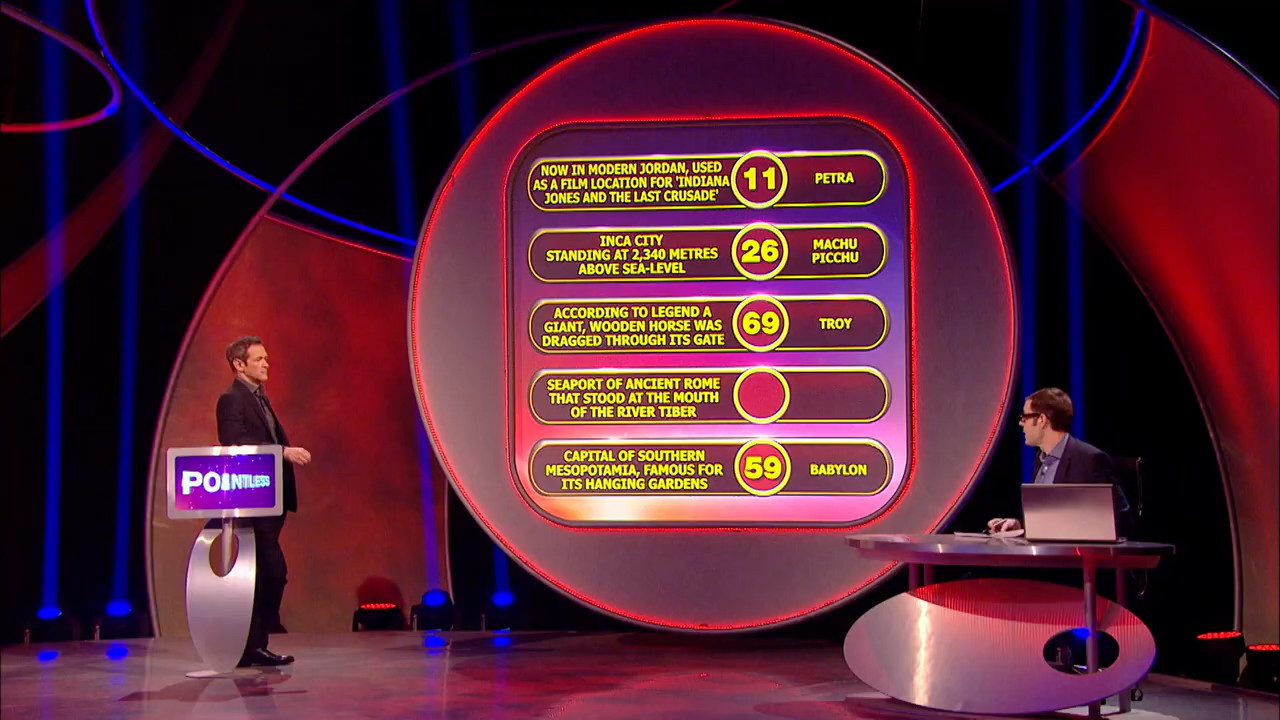 NOW IN MODERN JORDAN, USED
AS A FILM LOCATION FOR 'INDIANA
JONES AND THE LAST CRUSADE'
11
PETRA
INCA CITY
STANDING AT 2,340 METRES
ABOVE SEA-LEVEL
26
MACHU
PICCHU
ACCORDING TO LEGEND A
GIANT, WOODEN HORSE WAS
DRAGGED THROUGH ITS GATE
69
TROY
SEAPORT OF ANCIENT ROME
THAT STOOD AT THE MOUTH
OF THE RIVER TIBER
CAPITAL OF SOUTHERN
MESOPOTAMIA, FAMOUS FOR
ITS HANGING GARDENS
59
BABYLON
POINTLESS